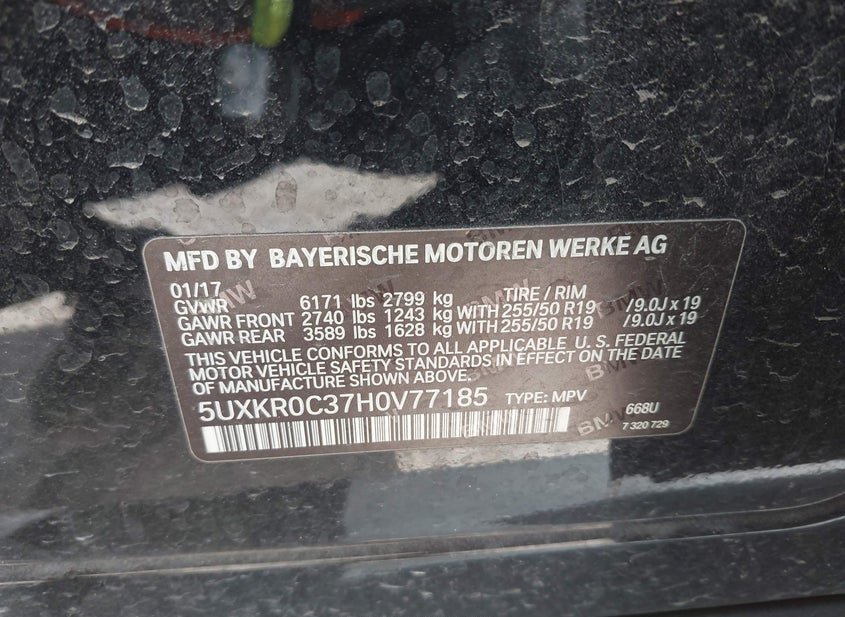 MFD BY BAYERISCHE MOTOREN WERKE AG
01/17 TIRE / RIM
GVWR 6171 lbs 2799 kg
GAWR FRONT 2740 lbs 1243 kg WITH 255/50 R19 /9.0J x 19
GAWR REAR 3589 lbs 1628 kg WITH 255/50 R19 /9.0J x 19
THIS VEHICLE CONFORMS TO ALL APPLICABLE U. S. FEDERAL
MOTOR VEHICLE SAFETY STANDARDS IN EFFECT ON THE DATE
OF MANUFACTURE SHOWN ABOVE
5UXKR0C37H0V77185 TYPE: MPV 668U
7 320 729